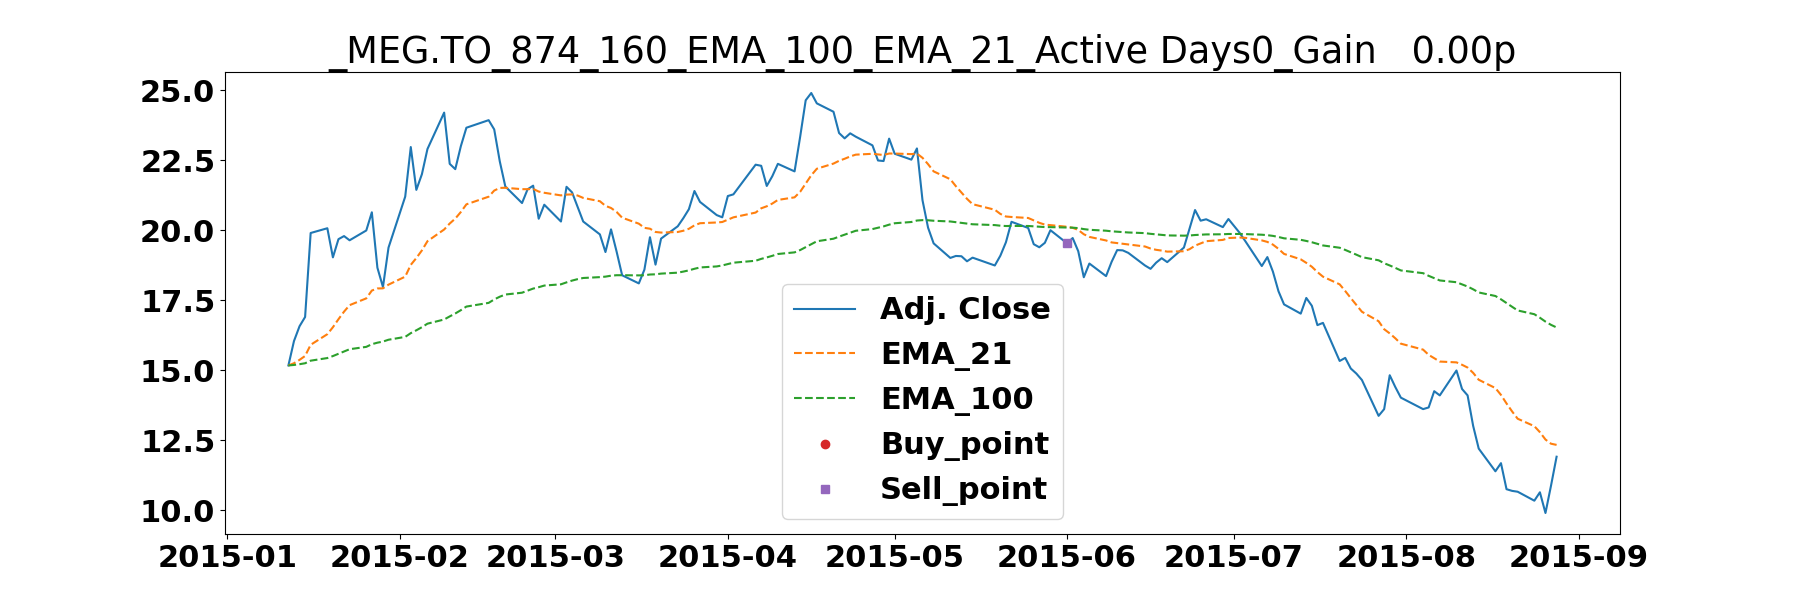 _MEG.TO_874_160_EMA_100_EMA_21_Active Days0_Gain   0.00p
25.0
22.5
20.0
17.5
15.0
12.5
10.0
Adj. Close
EMA_21
EMA_100
Buy_point
Sell_point
2015-01 2015-02 2015-03 2015-04 2015-05 2015-06 2015-07 2015-08 2015-09